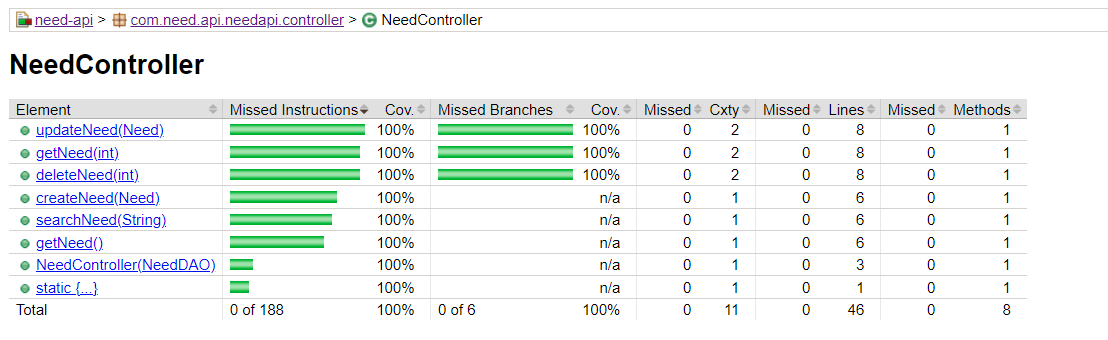 need-api > com.need.api.needapi.controller > NeedController
NeedController
Element Missed Instructions Cov. Missed Branches Cov. Missed Cxty Missed Lines Missed Methods
updateNeed(Need) 100% 100% 0 2 0 8 0 1
getNeed(int) 100% 100% 0 2 0 8 0 1
deleteNeed(int) 100% 100% 0 2 0 8 0 1
createNeed(Need) 100% n/a 0 1 0 6 0 1
searchNeed(String) 100% n/a 0 1 0 6 0 1
getNeed() 100% n/a 0 1 0 6 0 1
NeedController(NeedDAO) 100% n/a 0 1 0 3 0 1
static {...} 100% n/a 0 1 0 1 0 1
Total 0 of 188 100% 0 of 6 100% 0 11 0 46 0 8